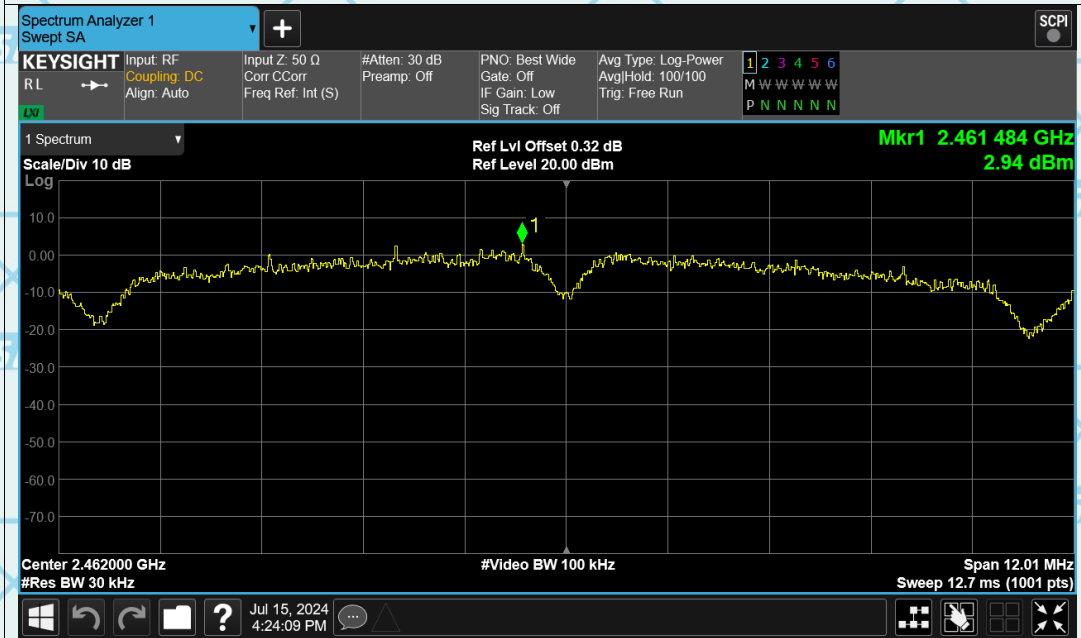 Spectrum Analyzer 1
Swept SA
SCPI
KEYSIGHT
R L
LXI
Input: RF
Coupling: DC
Align: Auto
Input Z: 50 Ω
Corr CCorr
Freq Ref: Int (S)
#Atten: 30 dB
Preamp: Off
PNO: Best Wide
Gate: Off
IF Gain: Low
Sig Track: Off
Avg Type: Log-Power
Avg|Hold: 100/100
Trig: Free Run
1 2 3 4 5 6
M W W W W W
P N N N N N
1 Spectrum
Scale/Div 10 dB
Log
Ref Lvl Offset 0.32 dB
Ref Level 20.00 dBm
Mkr1 2.461 484 GHz
2.94 dBm
1
10.0
0.00
-10.0
-20.0
-30.0
-40.0
-50.0
-60.0
-70.0
Center 2.462000 GHz
#Res BW 30 kHz
#Video BW 100 kHz
Span 12.01 MHz
Sweep 12.7 ms (1001 pts)
?
Jul 15, 2024
4:24:09 PM